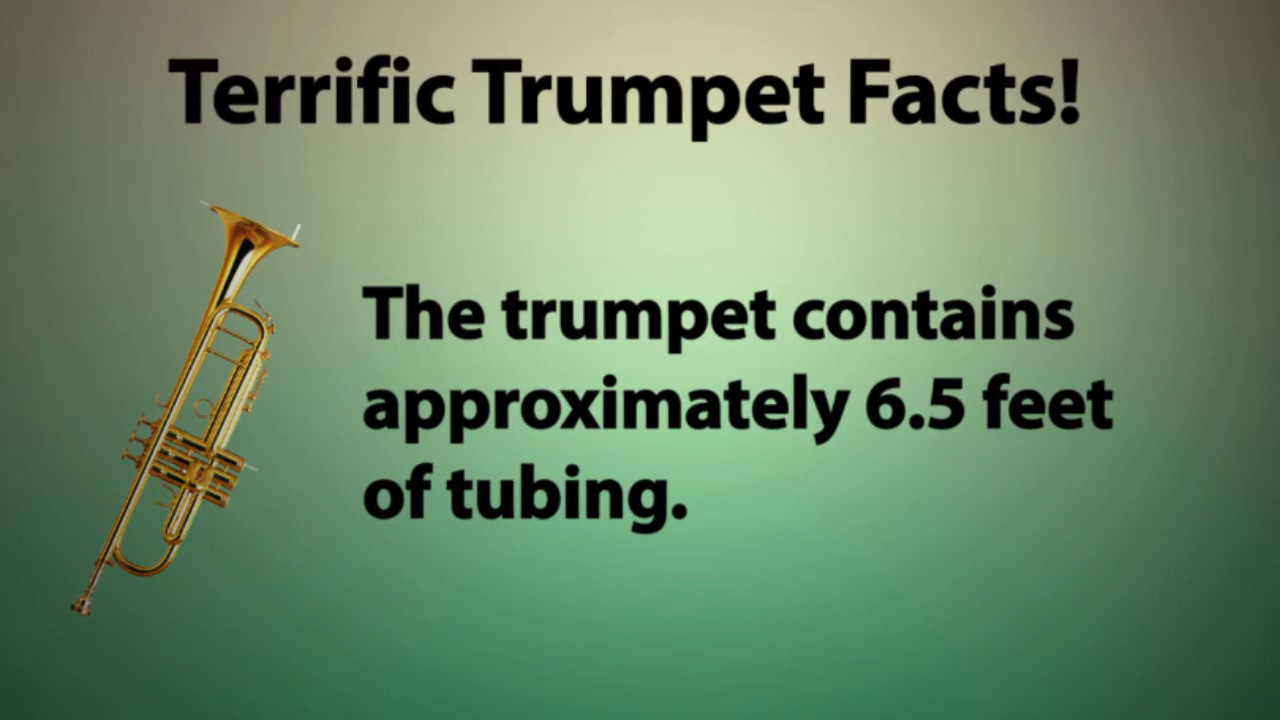 Terrific Trumpet Facts!
The trumpet contains
approximately 6.5 feet
of tubing.